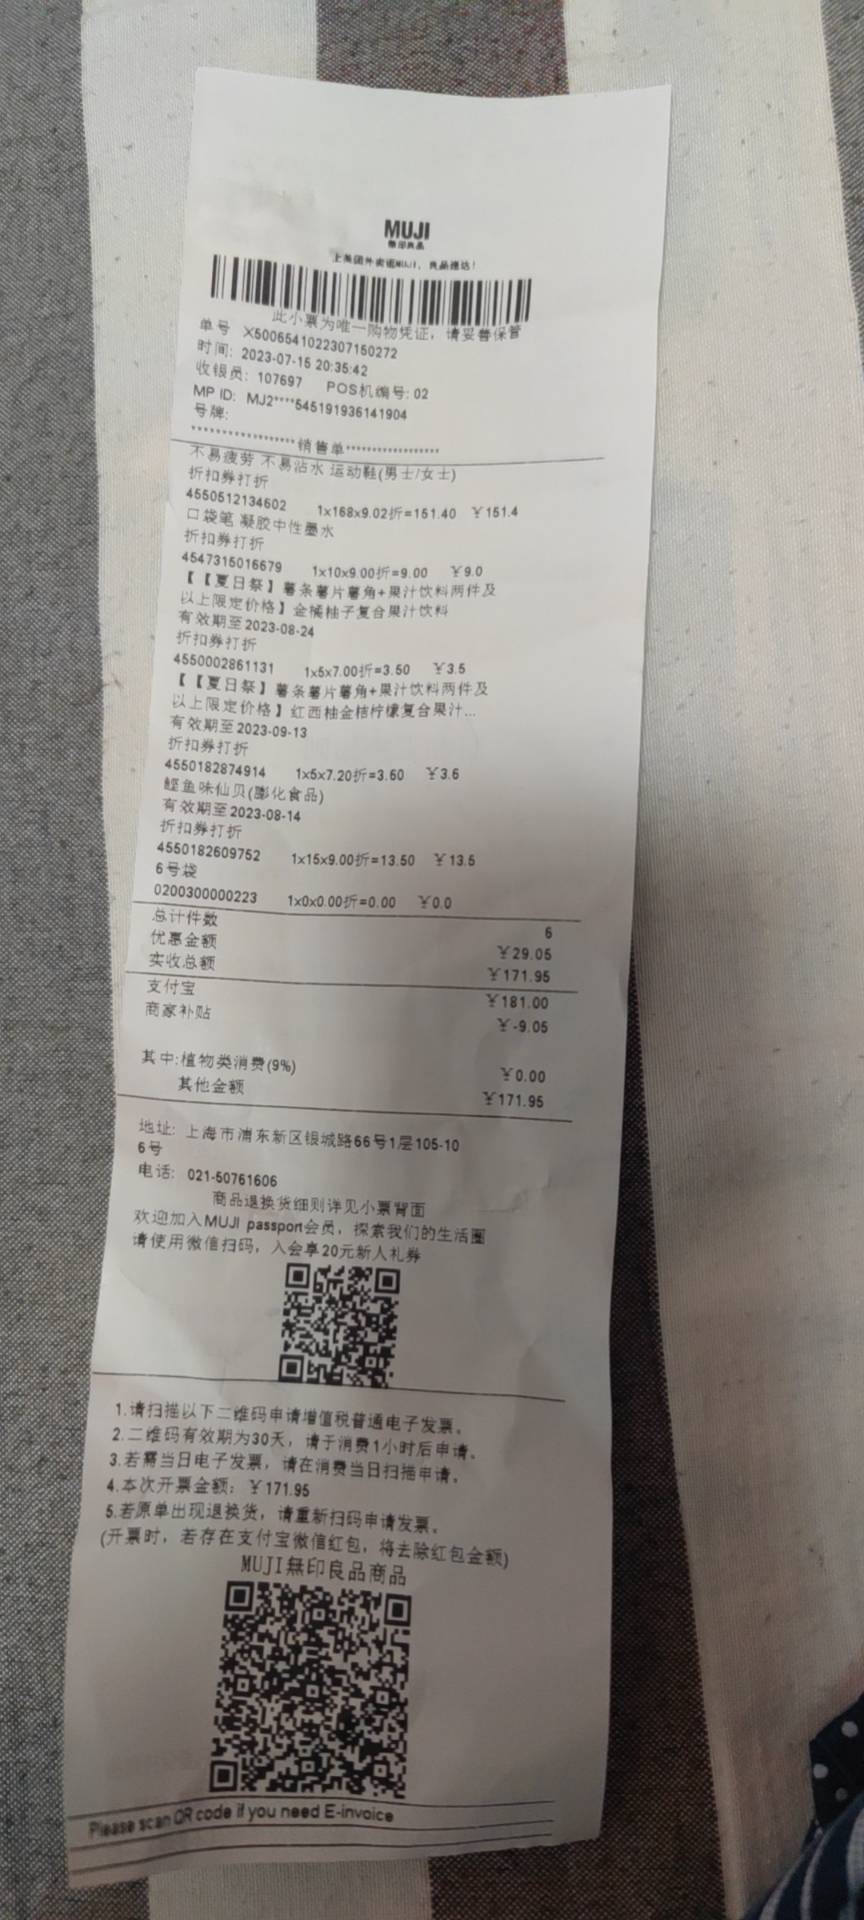 MUJI
無印良品
上美团外卖逛MUJI，良品速达！
此小票为唯一购物凭证，请妥善保管
单号 X5006541022307150272
时间: 2023-07-15 20:35:42
收银员: 107697 POS机编号: 02
MP ID: MJ2****545191936141904
号牌:
******************销售单******************
不易疲劳 不易沾水 运动鞋(男士/女士)
折扣券打折
4550512134602 1x168x9.02折=151.40 ￥151.4
口袋笔 凝胶中性墨水
折扣券打折
4547315016679 1x10x9.00折=9.00 ￥9.0
【【夏日祭】薯条薯片薯角+果汁饮料两件及
以上限定价格】金橘柚子复合果汁饮料
有效期至2023-08-24
折扣券打折
4550002861131 1x5x7.00折=3.50 ￥3.5
【【夏日祭】薯条薯片薯角+果汁饮料两件及
以上限定价格】红西柚金桔柠檬复合果汁...
有效期至2023-09-13
折扣券打折
4550182874914 1x5x7.20折=3.60 ￥3.6
鲣鱼味仙贝(膨化食品)
有效期至2023-08-14
折扣券打折
4550182609752 1x15x9.00折=13.50 ￥13.5
6号袋
0200300000223 1x0x0.00折=0.00 ￥0.0
总计件数 6
优惠金额 ￥29.05
实收总额 ￥171.95
支付宝 ￥181.00
商家补贴 ￥-9.05
其中:植物类消费(9%) ￥0.00
其他金额 ￥171.95
地址: 上海市浦东新区银城路66号1层105-10
6号
电话: 021-50761606
商品退换货细则详见小票背面
欢迎加入MUJI passport会员，探索我们的生活圈
请使用微信扫码，入会享20元新人礼券
1.请扫描以下二维码申请增值税普通电子发票。
2.二维码有效期为30天，请于消费1小时后申请。
3.若需当日电子发票，请在消费当日扫描申请。
4.本次开票金额: ￥171.95
5.若原单出现退换货，请重新扫码申请发票。
(开票时，若存在支付宝微信红包，将去除红包金额)
MUJI無印良品商品
Please scan QR code if you need E-invoice